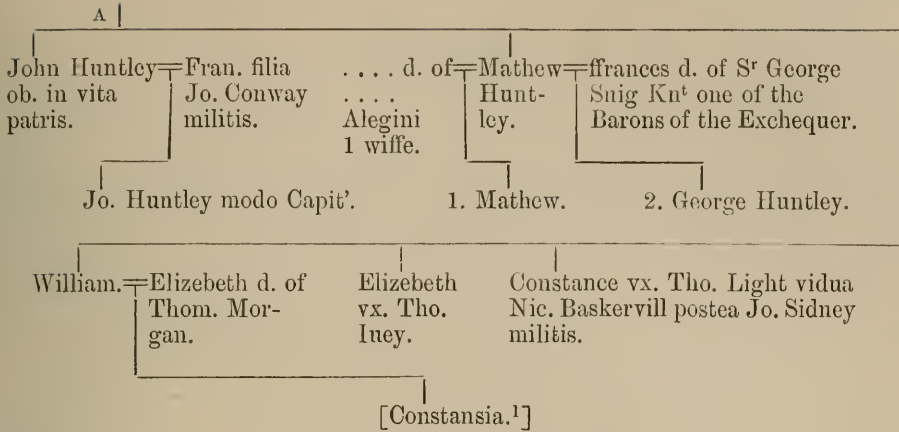 A
John Huntley=Fran. filia
Jo. Conway
militis.
ob. in vita
patris.
. . . . d. of=Mathew=ffrances d. of Sʳ George
. . . .
Alegini
1 wiffe.
Hunt-
ley.
Snig Knᵗ one of the
Barons of the Exchequer.
Jo. Huntley modo Capit'.
1. Mathew.
2. George Huntley.
William.=Elizebeth d. of
Thom. Mor-
gan.
Elizebeth
vx. Tho.
Iuey.
Constance vx. Tho. Light vidua
Nic. Baskervill postea Jo. Sidney
militis.
[Constansia.¹]